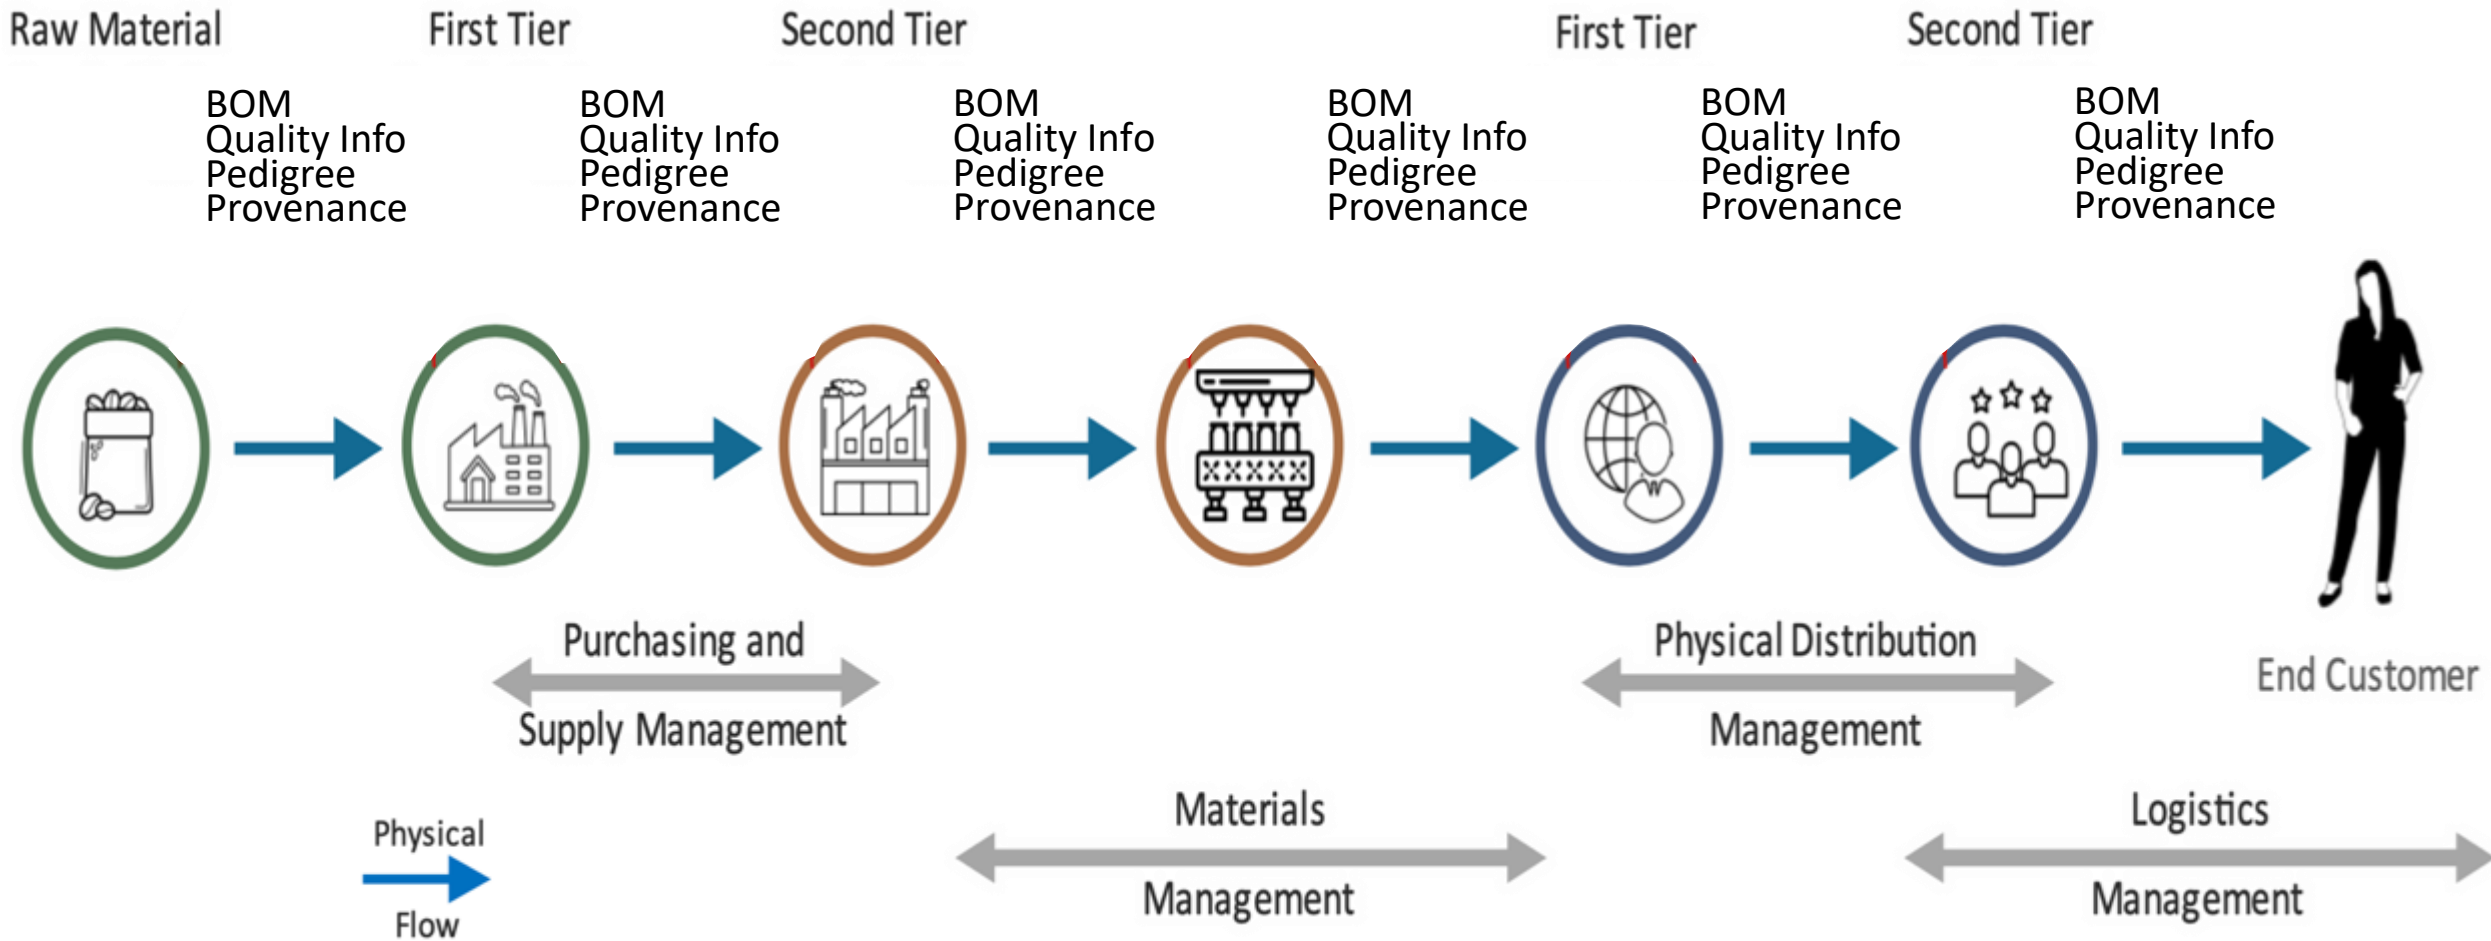 Raw Material
First Tier
Second Tier
First Tier
Second Tier
BOM
Quality Info
Pedigree
Provenance
BOM
Quality Info
Pedigree
Provenance
BOM
Quality Info
Pedigree
Provenance
BOM
Quality Info
Pedigree
Provenance
BOM
Quality Info
Pedigree
Provenance
BOM
Quality Info
Pedigree
Provenance
Purchasing and
Supply Management
Physical Distribution
Management
End Customer
Materials
Management
Logistics
Management
Physical
Flow